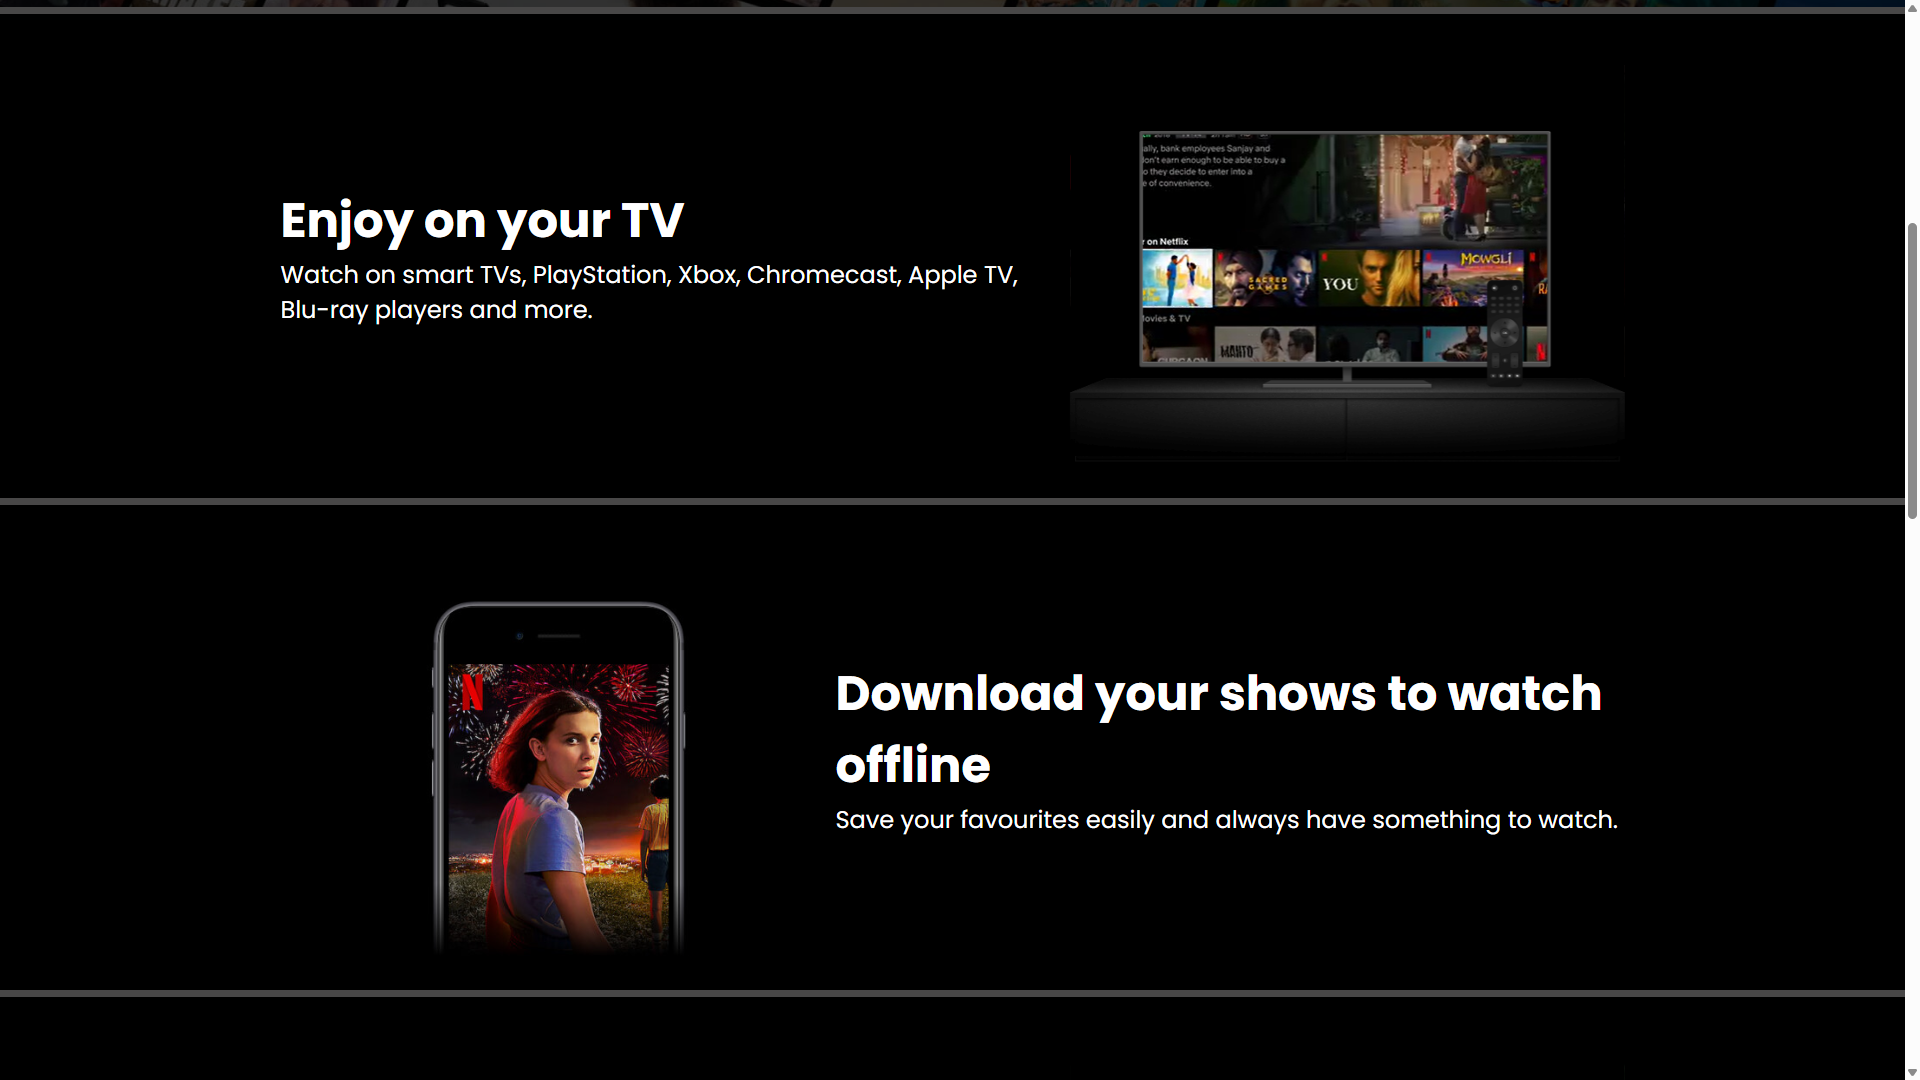 Enjoy on your TV
Watch on smart TVs, PlayStation, Xbox, Chromecast, Apple TV,
Blu-ray players and more.
ally, bank employees Sanjay and
don't earn enough to be able to buy a
o they decide to enter into a
e of convenience.
r on Netflix
SACRED
GAMES
YOU
MOWGLI
RA
ovies & TV
GURGAON
MANTO
N
Download your shows to watch
offline
Save your favourites easily and always have something to watch.